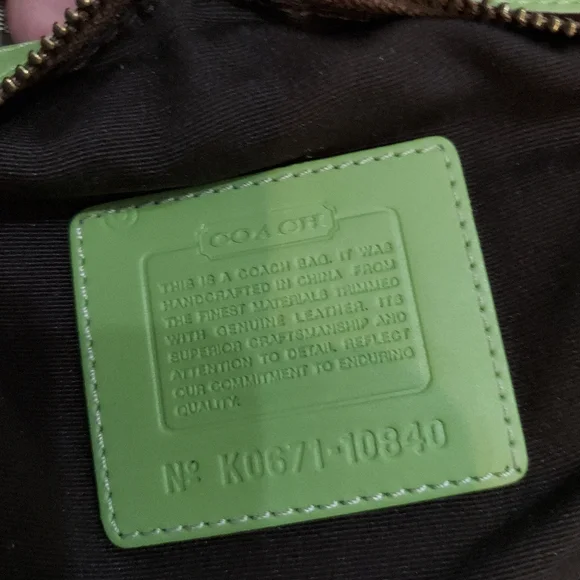 COACH
THIS IS A COACH BAG. IT WAS
HANDCRAFTED IN CHINA FROM
THE FINEST MATERIALS TRIMMED
WITH GENUINE LEATHER. ITS
SUPERIOR CRAFTSMANSHIP AND
ATTENTION TO DETAIL REFLECT
OUR COMMITMENT TO ENDURING
QUALITY.
Nº K0671-10840